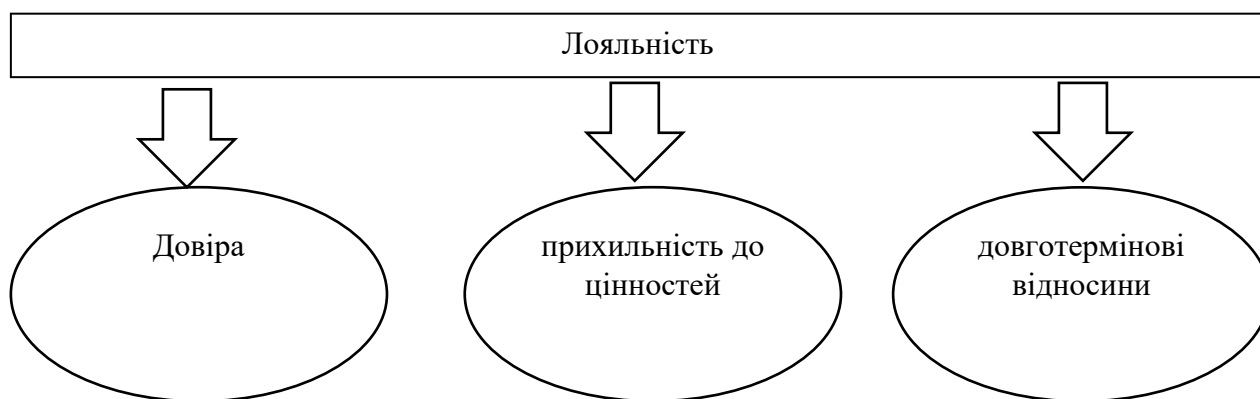 Лояльність
Довіра
прихильність до
цінностей
довготермінові
відносини